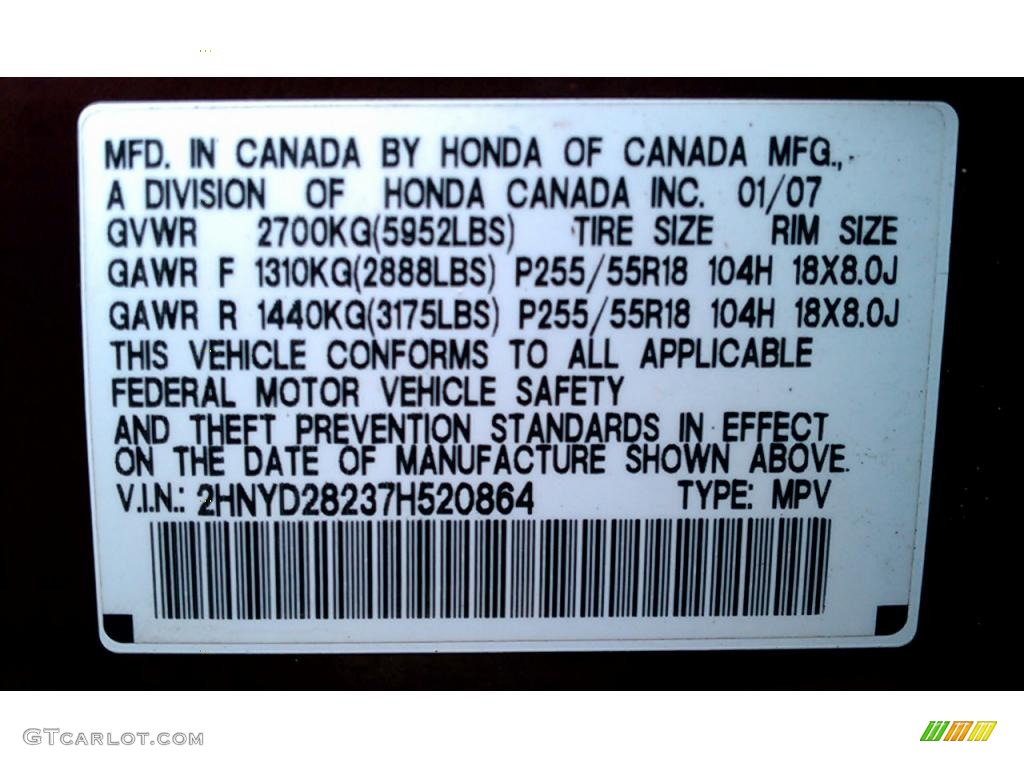 MFD. IN CANADA BY HONDA OF CANADA MFG.,
A DIVISION OF HONDA CANADA INC. 01/07
GVWR 2700KG(5952LBS) TIRE SIZE RIM SIZE
GAWR F 1310KG(2888LBS) P255/55R18 104H 18X8.0J
GAWR R 1440KG(3175LBS) P255/55R18 104H 18X8.0J
THIS VEHICLE CONFORMS TO ALL APPLICABLE
FEDERAL MOTOR VEHICLE SAFETY
AND THEFT PREVENTION STANDARDS IN EFFECT
ON THE DATE OF MANUFACTURE SHOWN ABOVE.
V.I.N.: 2HNYD28237H520864 TYPE: MPV
GTCARLOT.COM